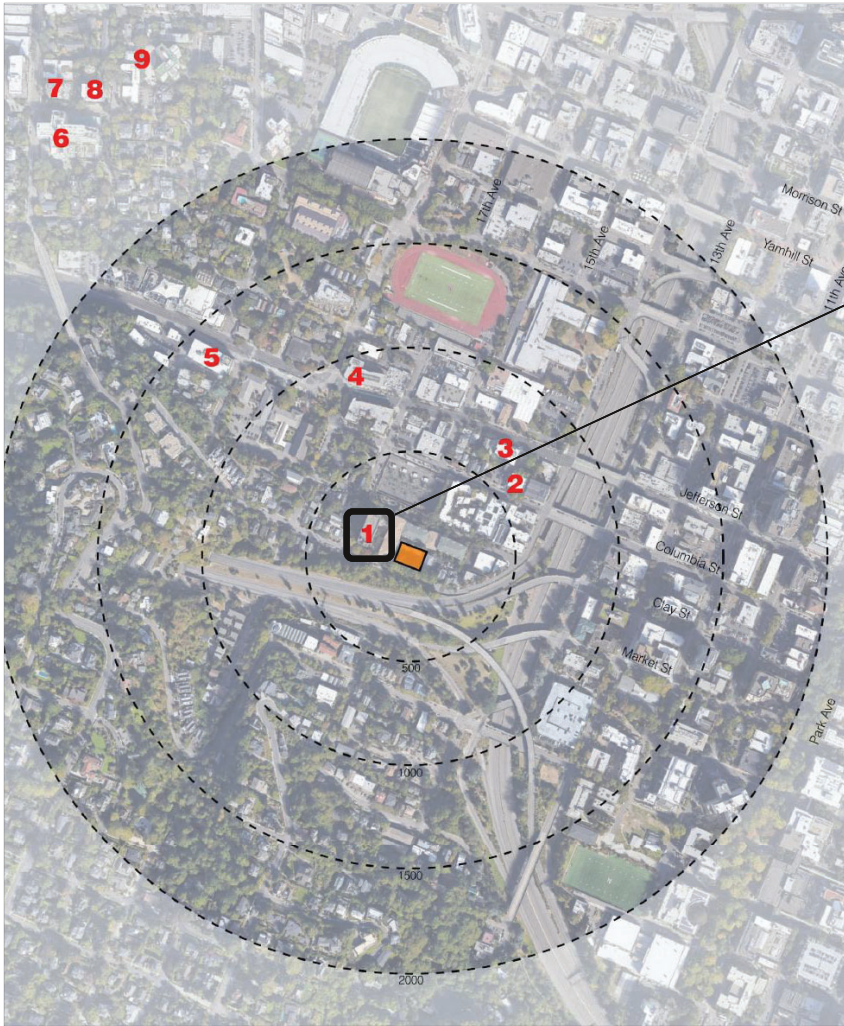 9
7
8
6
17th Ave
Morrison St
15th Ave
13th Ave
Yamhill St
11th Ave
5
4
3
2
Jefferson St
1
Columbia St
Clay St
Market St
500
Park Ave
1000
1500
2000